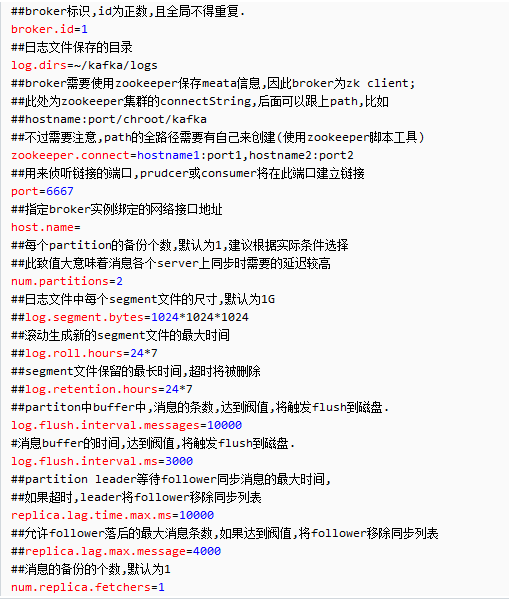 ##broker标识,id为正数,且全局不得重复.
broker.id=1
##日志文件保存的目录
log.dirs=~/kafka/logs
##broker需要使用zookeeper保存meata信息,因此broker为zk client;
##此处为zookeeper集群的connectString,后面可以跟上path,比如
##hostname:port/chroot/kafka
##不过需要注意,path的全路径需要有自己来创建(使用zookeeper脚本工具)
zookeeper.connect=hostname1:port1,hostname2:port2
##用来侦听链接的端口,prudcer或consumer将在此端口建立链接
port=6667
##指定broker实例绑定的网络接口地址
host.name=
##每个partition的备份个数,默认为1,建议根据实际条件选择
##此致值大意味着消息各个server上同步时需要的延迟较高
num.partitions=2
##日志文件中每个segment文件的尺寸,默认为1G
##log.segment.bytes=1024*1024*1024
##滚动生成新的segment文件的最大时间
##log.roll.hours=24*7
##segment文件保留的最长时间,超时将被删除
##log.retention.hours=24*7
##partiton中buffer中,消息的条数,达到阀值,将触发flush到磁盘.
log.flush.interval.messages=10000
#消息buffer的时间,达到阀值,将触发flush到磁盘.
log.flush.interval.ms=3000
##partition leader等待follower同步消息的最大时间,
##如果超时,leader将follower移除同步列表
replica.lag.time.max.ms=10000
##允许follower落后的最大消息条数,如果达到阀值,将follower移除同步列表
##replica.lag.max.message=4000
##消息的备份的个数,默认为1
num.replica.fetchers=1